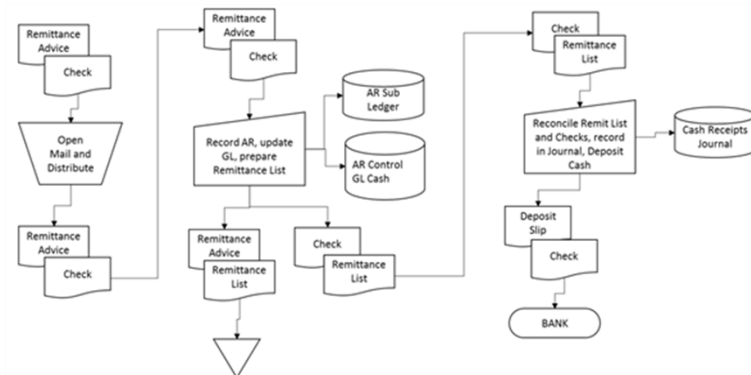 Remittance
Advice
Check
Open
Mail and
Distribute
Remittance
Advice
Check
Remittance
Advice
Check
Record AR, update
GL, prepare
Remittance List
AR Sub
Ledger
AR Control
GL Cash
Remittance
Advice
Remittance
List
Check
Remittance
List
Check
Remittance
List
Reconcile Remit List
and Checks, record
in Journal, Deposit
Cash
Cash Receipts
Journal
Deposit
Slip
Check
BANK